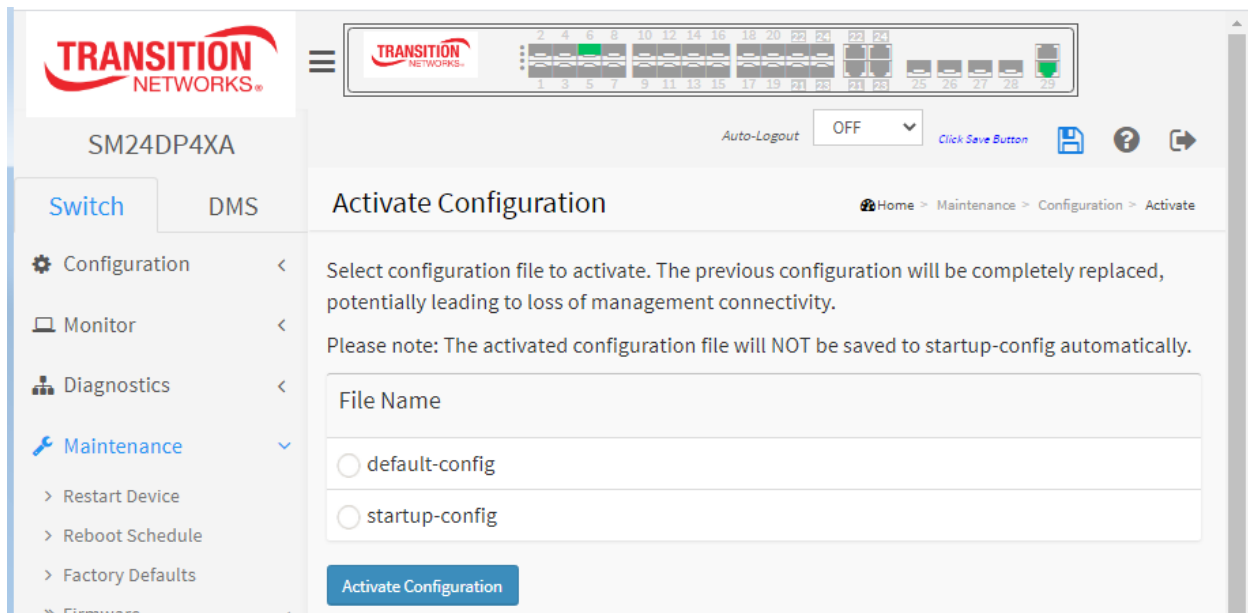 TRANSITION
NETWORKS®
TRANSITION
NETWORKS®
2 4 6 8 10 12 14 16 18 20 22 24 22 24
1 3 5 7 9 11 13 15 17 19 21 23 21 23 25 26 27 28 29
SM24DP4XA
Auto-Logout OFF Click Save Button
Switch DMS
Activate Configuration
Home > Maintenance > Configuration > Activate
Configuration
Monitor
Diagnostics
Maintenance
> Restart Device
> Reboot Schedule
> Factory Defaults
Select configuration file to activate. The previous configuration will be completely replaced,
potentially leading to loss of management connectivity.
Please note: The activated configuration file will NOT be saved to startup-config automatically.
File Name
default-config
startup-config
Activate Configuration